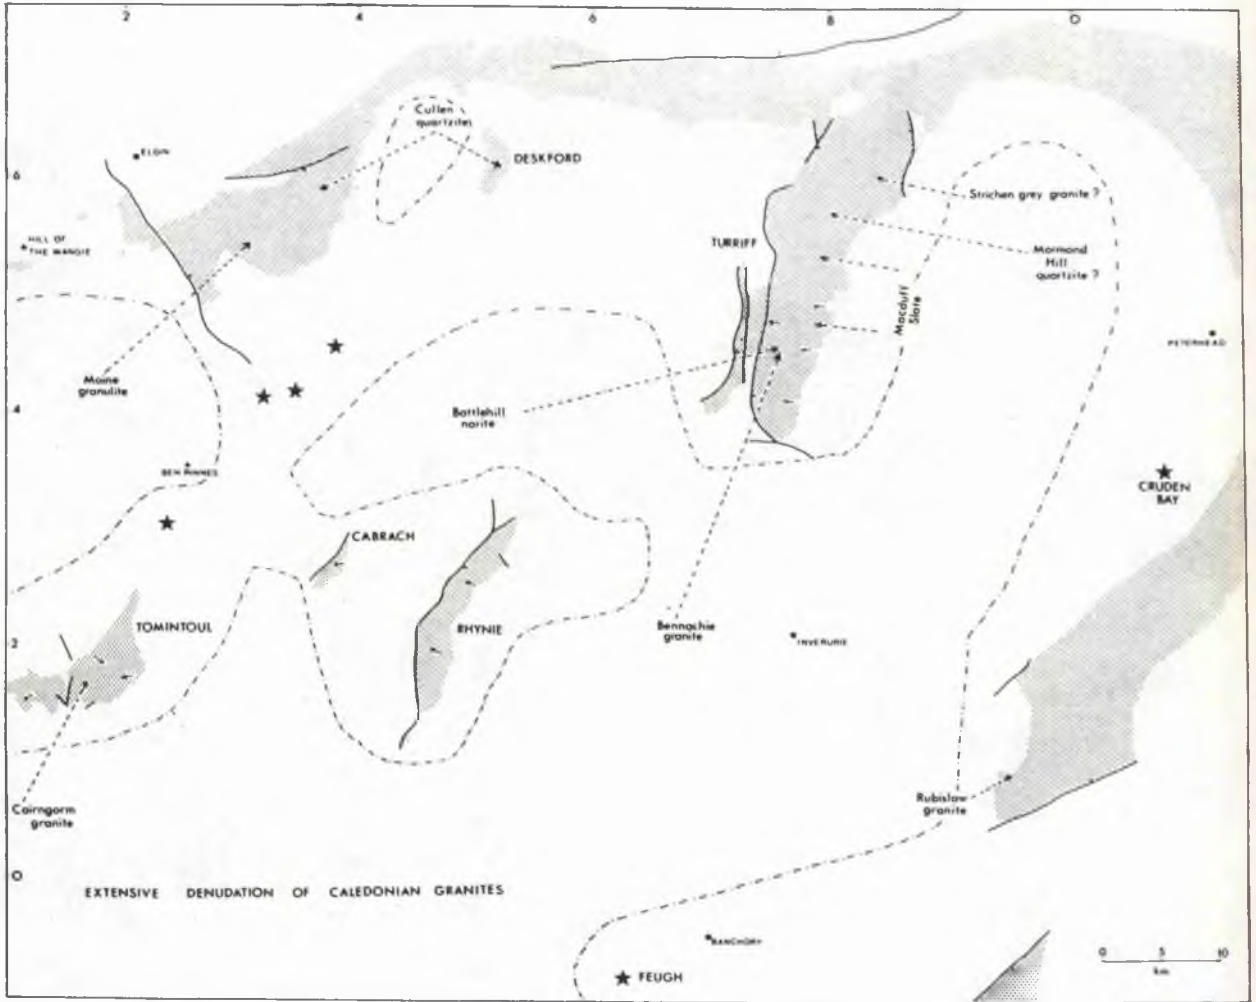 2
4
6
8
0
Cullen
quartzites
ELGIN
DESKFORD
6
Strichen grey granite ?
HILL OF
THE WANGIE
TURRIFF
Mormond
Hill
quartzite ?
Macduff
Slate
PETERHEAD
Moine
granulite
4
Battlehill
norite
BEN RINNES
CRUDEN
BAY
CABRACH
TOMINTOUL
RHYNIE
Bennachie
granite
INVERURIE
2
Cairngorm
granite
Rubislaw
granite
0
EXTENSIVE DENUDATION OF CALEDONIAN GRANITES
BANCHORY
0 5 10
km
FEUGH